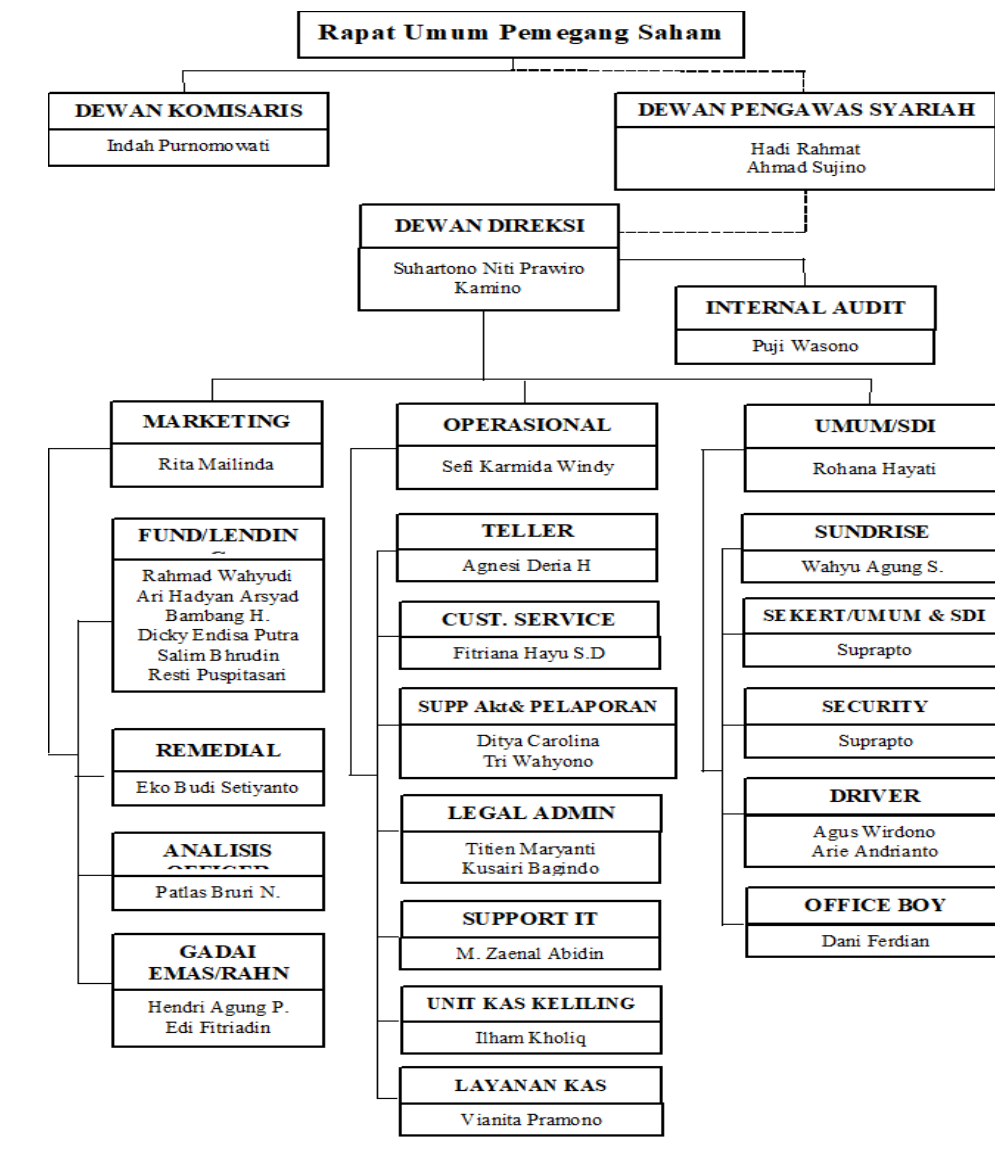 Rapat Umum Pemegang Saham
DEWAN KOMISARIS
Indah Purnomowati
DEWAN PENGAWAS SYARIAH
Hadi Rahmat
Ahmad Sujino
DEWAN DIREKSI
Suhartono Niti Prawiro
Kamino
INTERNAL AUDIT
Puji Wasono
MARKETING
Rita Mailinda
FUND/LENDIN
Rahmad Wahyudi
Ari Hadyan Arsyad
Bambang H.
Dicky Endisa Putra
Salim Bhrudin
Resti Puspitasari
REMEDIAL
Eko Budi Setiyanto
ANALISIS
OFFICER
Patlas Bruri N.
GADAI
EMAS/RAHN
Hendri Agung P.
Edi Fitriadin
OPERASIONAL
Sefi Karmida Windy
TELLER
Agnesi Deria H
CUST. SERVICE
Fitriana Hayu S.D
SUPP Akt& PELAPORAN
Ditya Carolina
Tri Wahyono
LEGAL ADMIN
Titien Maryanti
Kusairi Bagindo
SUPPORT IT
M. Zaenal Abidin
UNIT KAS KELILING
Ilham Kholiq
LAYANAN KAS
Vianita Pramono
UMUM/SDI
Rohana Hayati
SUNDRISE
Wahyu Agung S.
SEKERT/UMUM & SDI
Suprapto
SECURITY
Suprapto
DRIVER
Agus Wirdono
Arie Andrianto
OFFICE BOY
Dani Ferdian